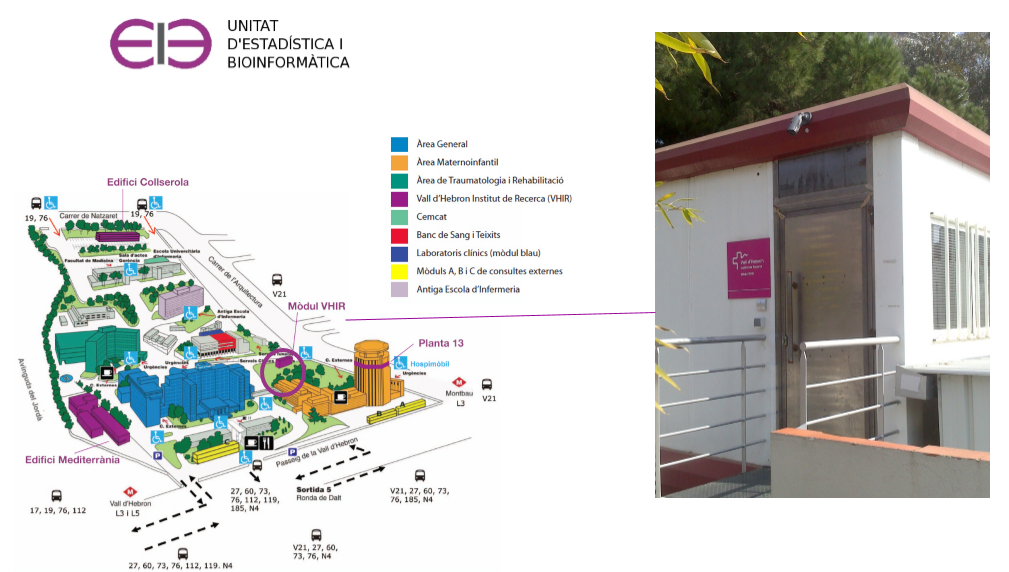 UNITAT
D'ESTADÍSTICA I
BIOINFORMÀTICA
Àrea General
Àrea Maternoinfantil
Àrea de Traumatologia i Rehabilitació
Vall d'Hebron Institut de Recerca (VHIR)
Cemcat
Banc de Sang i Teixits
Laboratoris clínics (mòdul blau)
Mòduls A, B i C de consultes externes
Antiga Escola d'Infermeria
Edifici Collserola
19, 76
19, 76
Carrer de Natzaret
Sala d'actes
Gerència
Facultat de Medicina
Escola Universitària
d'Infermeria
Carrer de l'Arquitectura
V21
Mòdul VHIR
Antiga Escola
d'Infermeria
Planta 13
Hospimòbil
Urgències
C. Externes
Urgències
Urgències
C. Externes
C. Externes
Montbau
L3
V21
A
B
C
Avinguda del Jordà
Edifici Mediterrània
P
P
Passeig de la Vall d'Hebron
Sortida 5
Ronda de Dalt
17, 19, 76, 112
M
Vall d'Hebron
L3 I L5
27, 60, 73,
76, 112, 119,
185, N4
V21, 27, 60, 73,
76, 185, N4
V21, 27, 60,
73, 76, N4
27, 60, 73, 76, 112, 119. N4
Vall d'Hebron